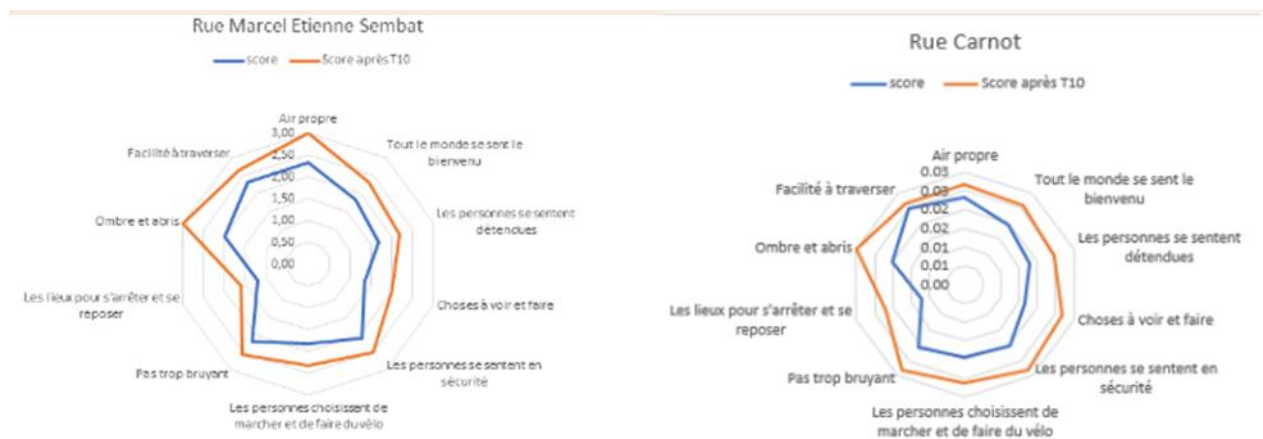 Rue Marcel Etienne Sembat
score
Score après T10
Air propre
3,00
2,50
2,00
1,50
1,00
0,50
0,00
Tout le monde se sent le
bienvenu
Les personnes se sentent
détendues
Choses à voir et faire
Les personnes se sentent en
sécurité
Les personnes choisissent de
marcher et de faire du vélo
Pas trop bruyant
Les lieux pour s'arrêter et se
reposer
Ombre et abris
Facilité à traverser
Rue Carnot
score
Score après T10
Air propre
0.03
0.03
0.02
0.02
0.01
0.01
0.00
Tout le monde se sent le
bienvenu
Les personnes se sentent
détendues
Choses à voir et faire
Les personnes se sentent en
sécurité
Les personnes choisissent de
marcher et de faire du vélo
Pas trop bruyant
Les lieux pour s'arrêter et se
reposer
Ombre et abris
Facilité à traverser